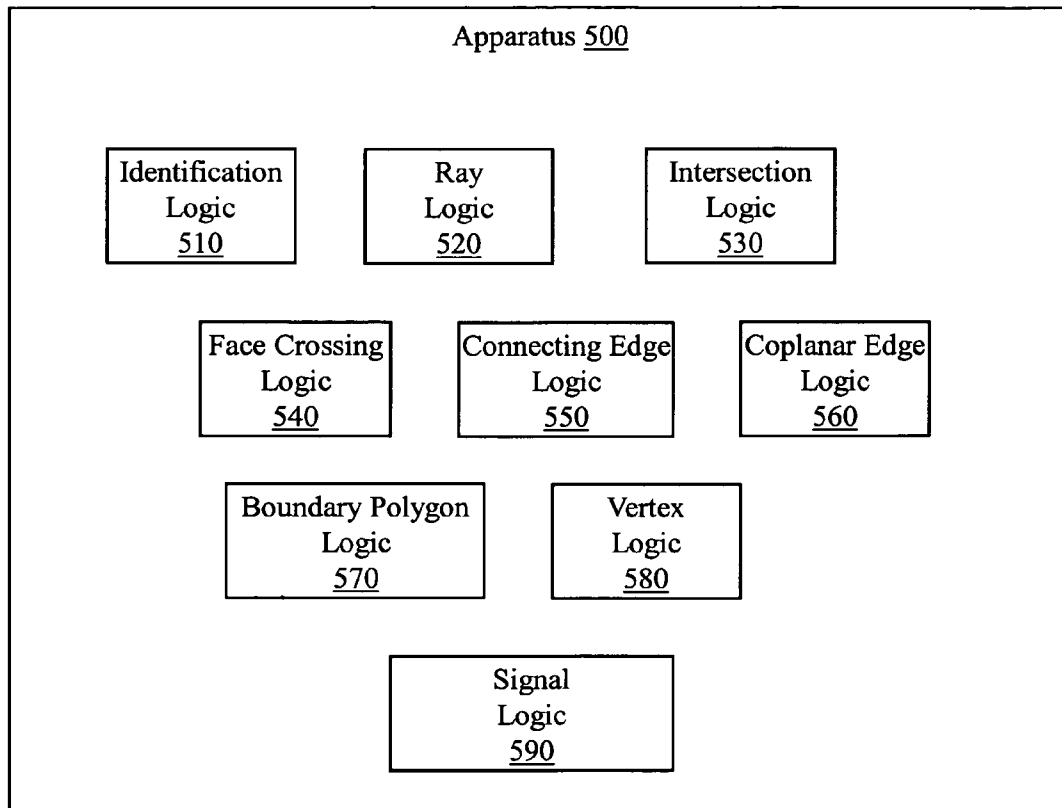 Apparatus 500
Identification
Logic
510
Ray
Logic
520
Intersection
Logic
530
Face Crossing
Logic
540
Connecting Edge
Logic
550
Coplanar Edge
Logic
560
Boundary Polygon
Logic
570
Vertex
Logic
580
Signal
Logic
590